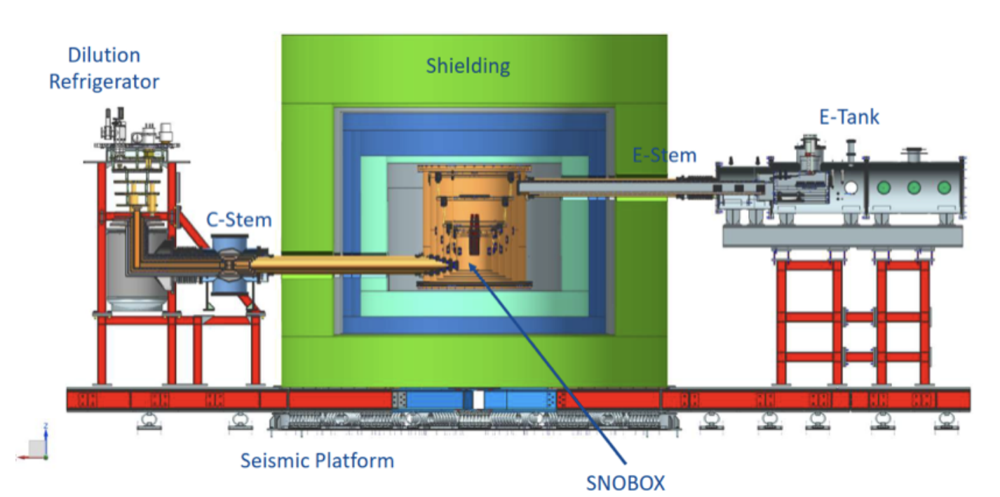 Dilution
Refrigerator
Shielding
E-Tank
E-Stem
C-Stem
Seismic Platform
SNOBOX
z